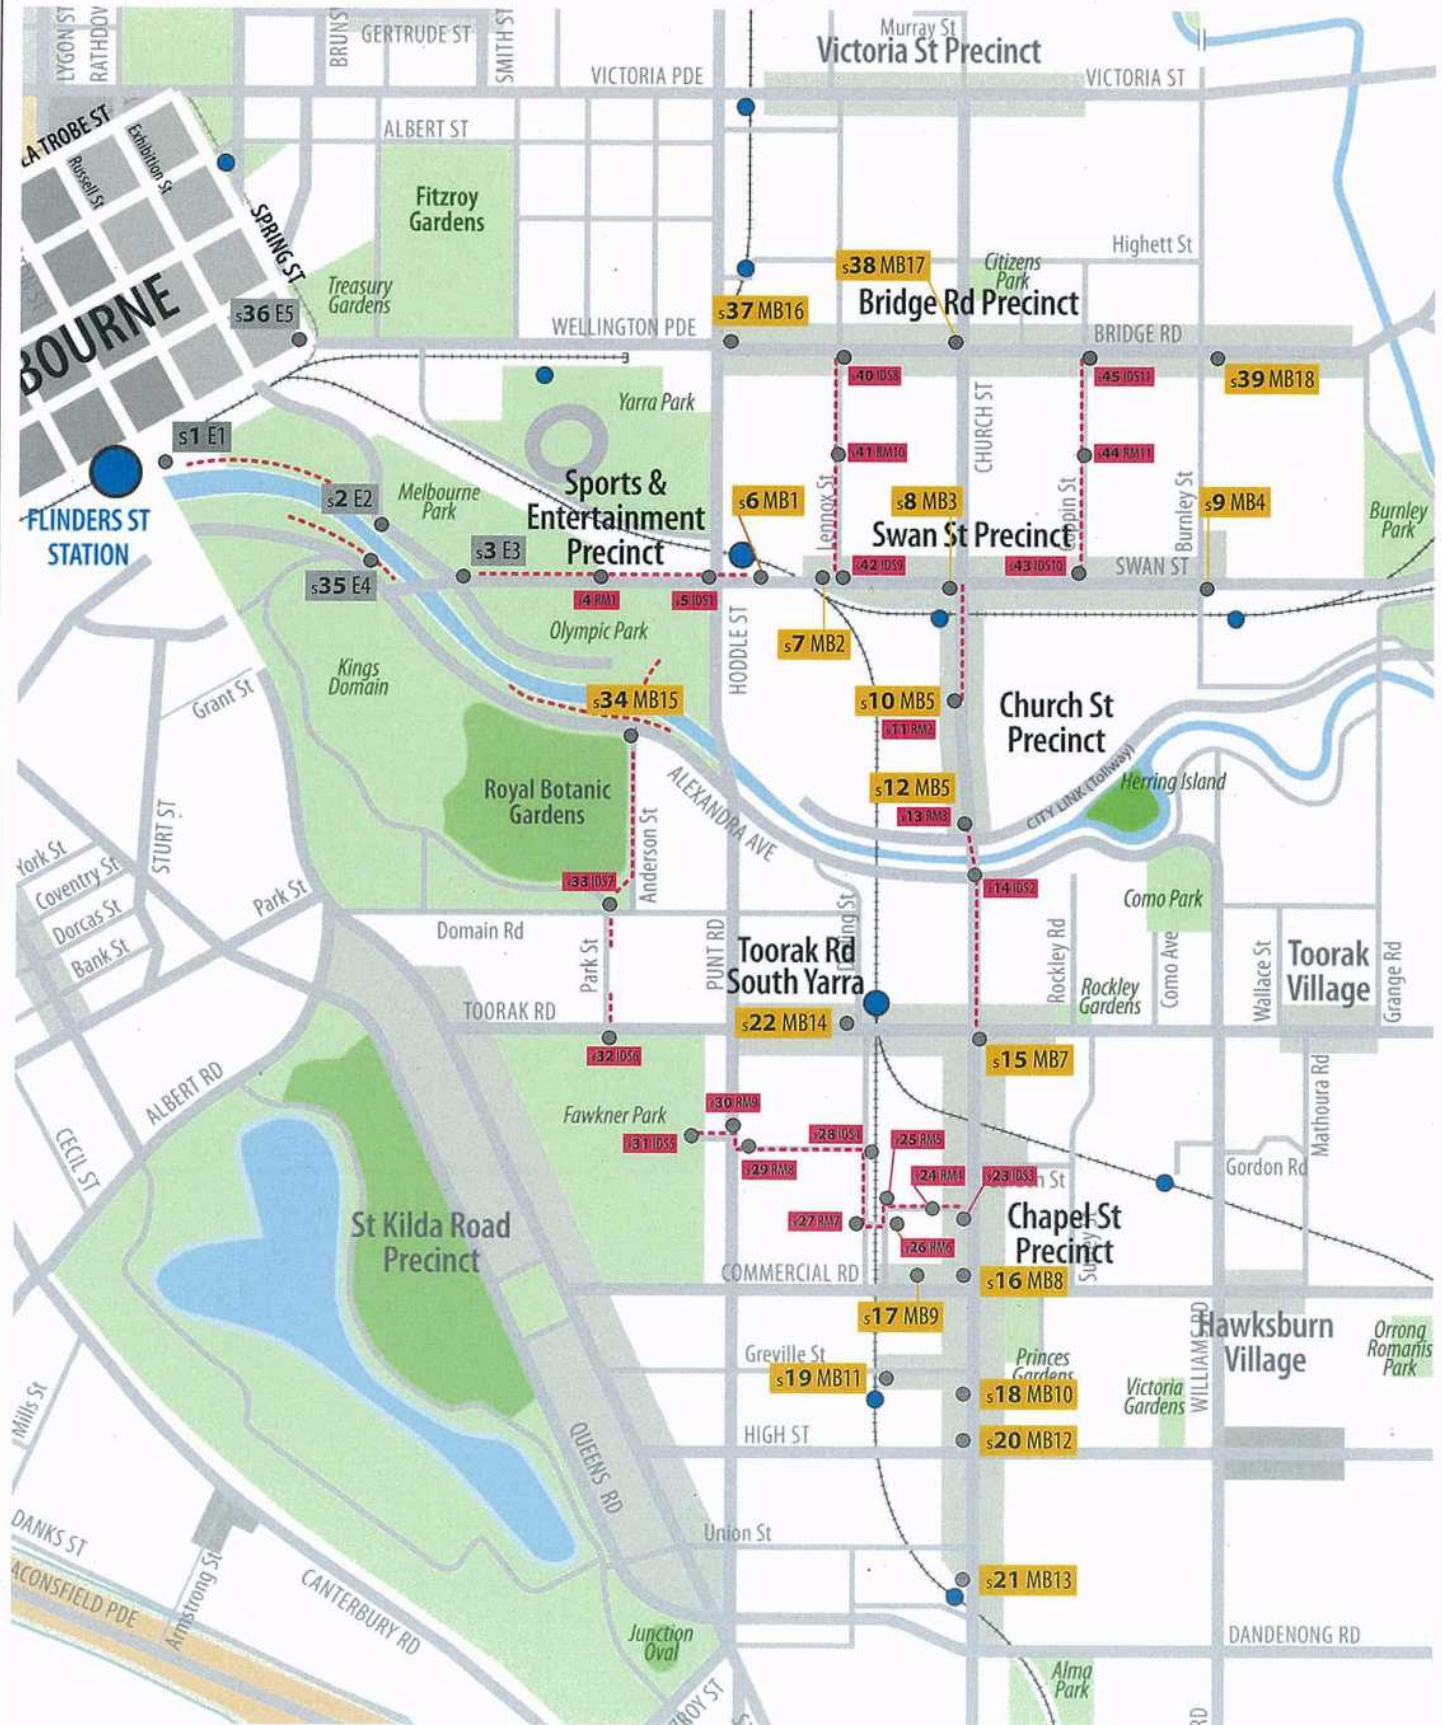 LYGON ST
RATHDOV
BRUNS
GERTRUDE ST
SMITH ST
VICTORIA PDE
Murray St
Victoria St Precinct
VICTORIA ST
LA TROBE ST
Russell St
Exhibition St
ALBERT ST
Fitzroy
Gardens
SPRING ST
Treasury
Gardens
BOURNE
s36 E5
WELLINGTON PDE
s37 MB16
s38 MB17
Citizens
Park
Highett St
Bridge Rd Precinct
BRIDGE RD
s40 IDS8
s45 IDS11
s39 MB18
Yarra Park
CHURCH ST
s1 E1
s41 RM10
s44 RM11
FLINDERS ST
STATION
s2 E2
Melbourne
Park
Sports &
Entertainment
Precinct
s6 MB1
Lennox St
s8 MB3
Swan St Precinct
Coppin St
Burnley St
s9 MB4
Burnley
Park
s3 E3
s35 E4
s42 IDS9
s43 IDS10
SWAN ST
s4 RM1
s5 IDS1
Olympic Park
HODDLE ST
s7 MB2
Kings
Domain
Grant St
s34 MB15
s10 MB5
s11 RM2
Church St
Precinct
Royal Botanic
Gardens
ALEXANDRA AVE
s12 MB5
s13 RM3
CITY LINK (Tollway)
Herring Island
York St
Coventry St
Dorcas St
Bank St
STURT ST
Park St
Anderson St
s33 IDS7
s14 IDS2
Como Park
Domain Rd
Park St
PUNT RD
Toorak Rd
South Yarra
Rockley Rd
Rockley
Gardens
Como Ave
Wallace St
Toorak
Village
Grange Rd
TOORAK RD
s22 MB14
s32 IDS6
s15 MB7
ALBERT RD
CECIL ST
Fawkner Park
s30 RM9
s31 IDS5
s29 RM8
s28 IDS4
s25 RM5
s24 RM4
s23 IDS3
s27 RM7
s26 RM6
Mathoura Rd
Gordon Rd
St Kilda Road
Precinct
Chapel St
Precinct
COMMERCIAL RD
s16 MB8
s17 MB9
WILLIAMS RD
Hawksburn
Village
Orrong
Romanis
Park
Greville St
s19 MB11
Princes
Gardens
s18 MB10
Victoria
Gardens
Mills St
HIGH ST
s20 MB12
QUEENS RD
DANKS ST
Union St
s21 MB13
ACONSFIELD PDE
Armstrong St
CANTERBURY RD
Junction
Oval
DANDENONG RD
Alma
Park
ZROY ST
RD